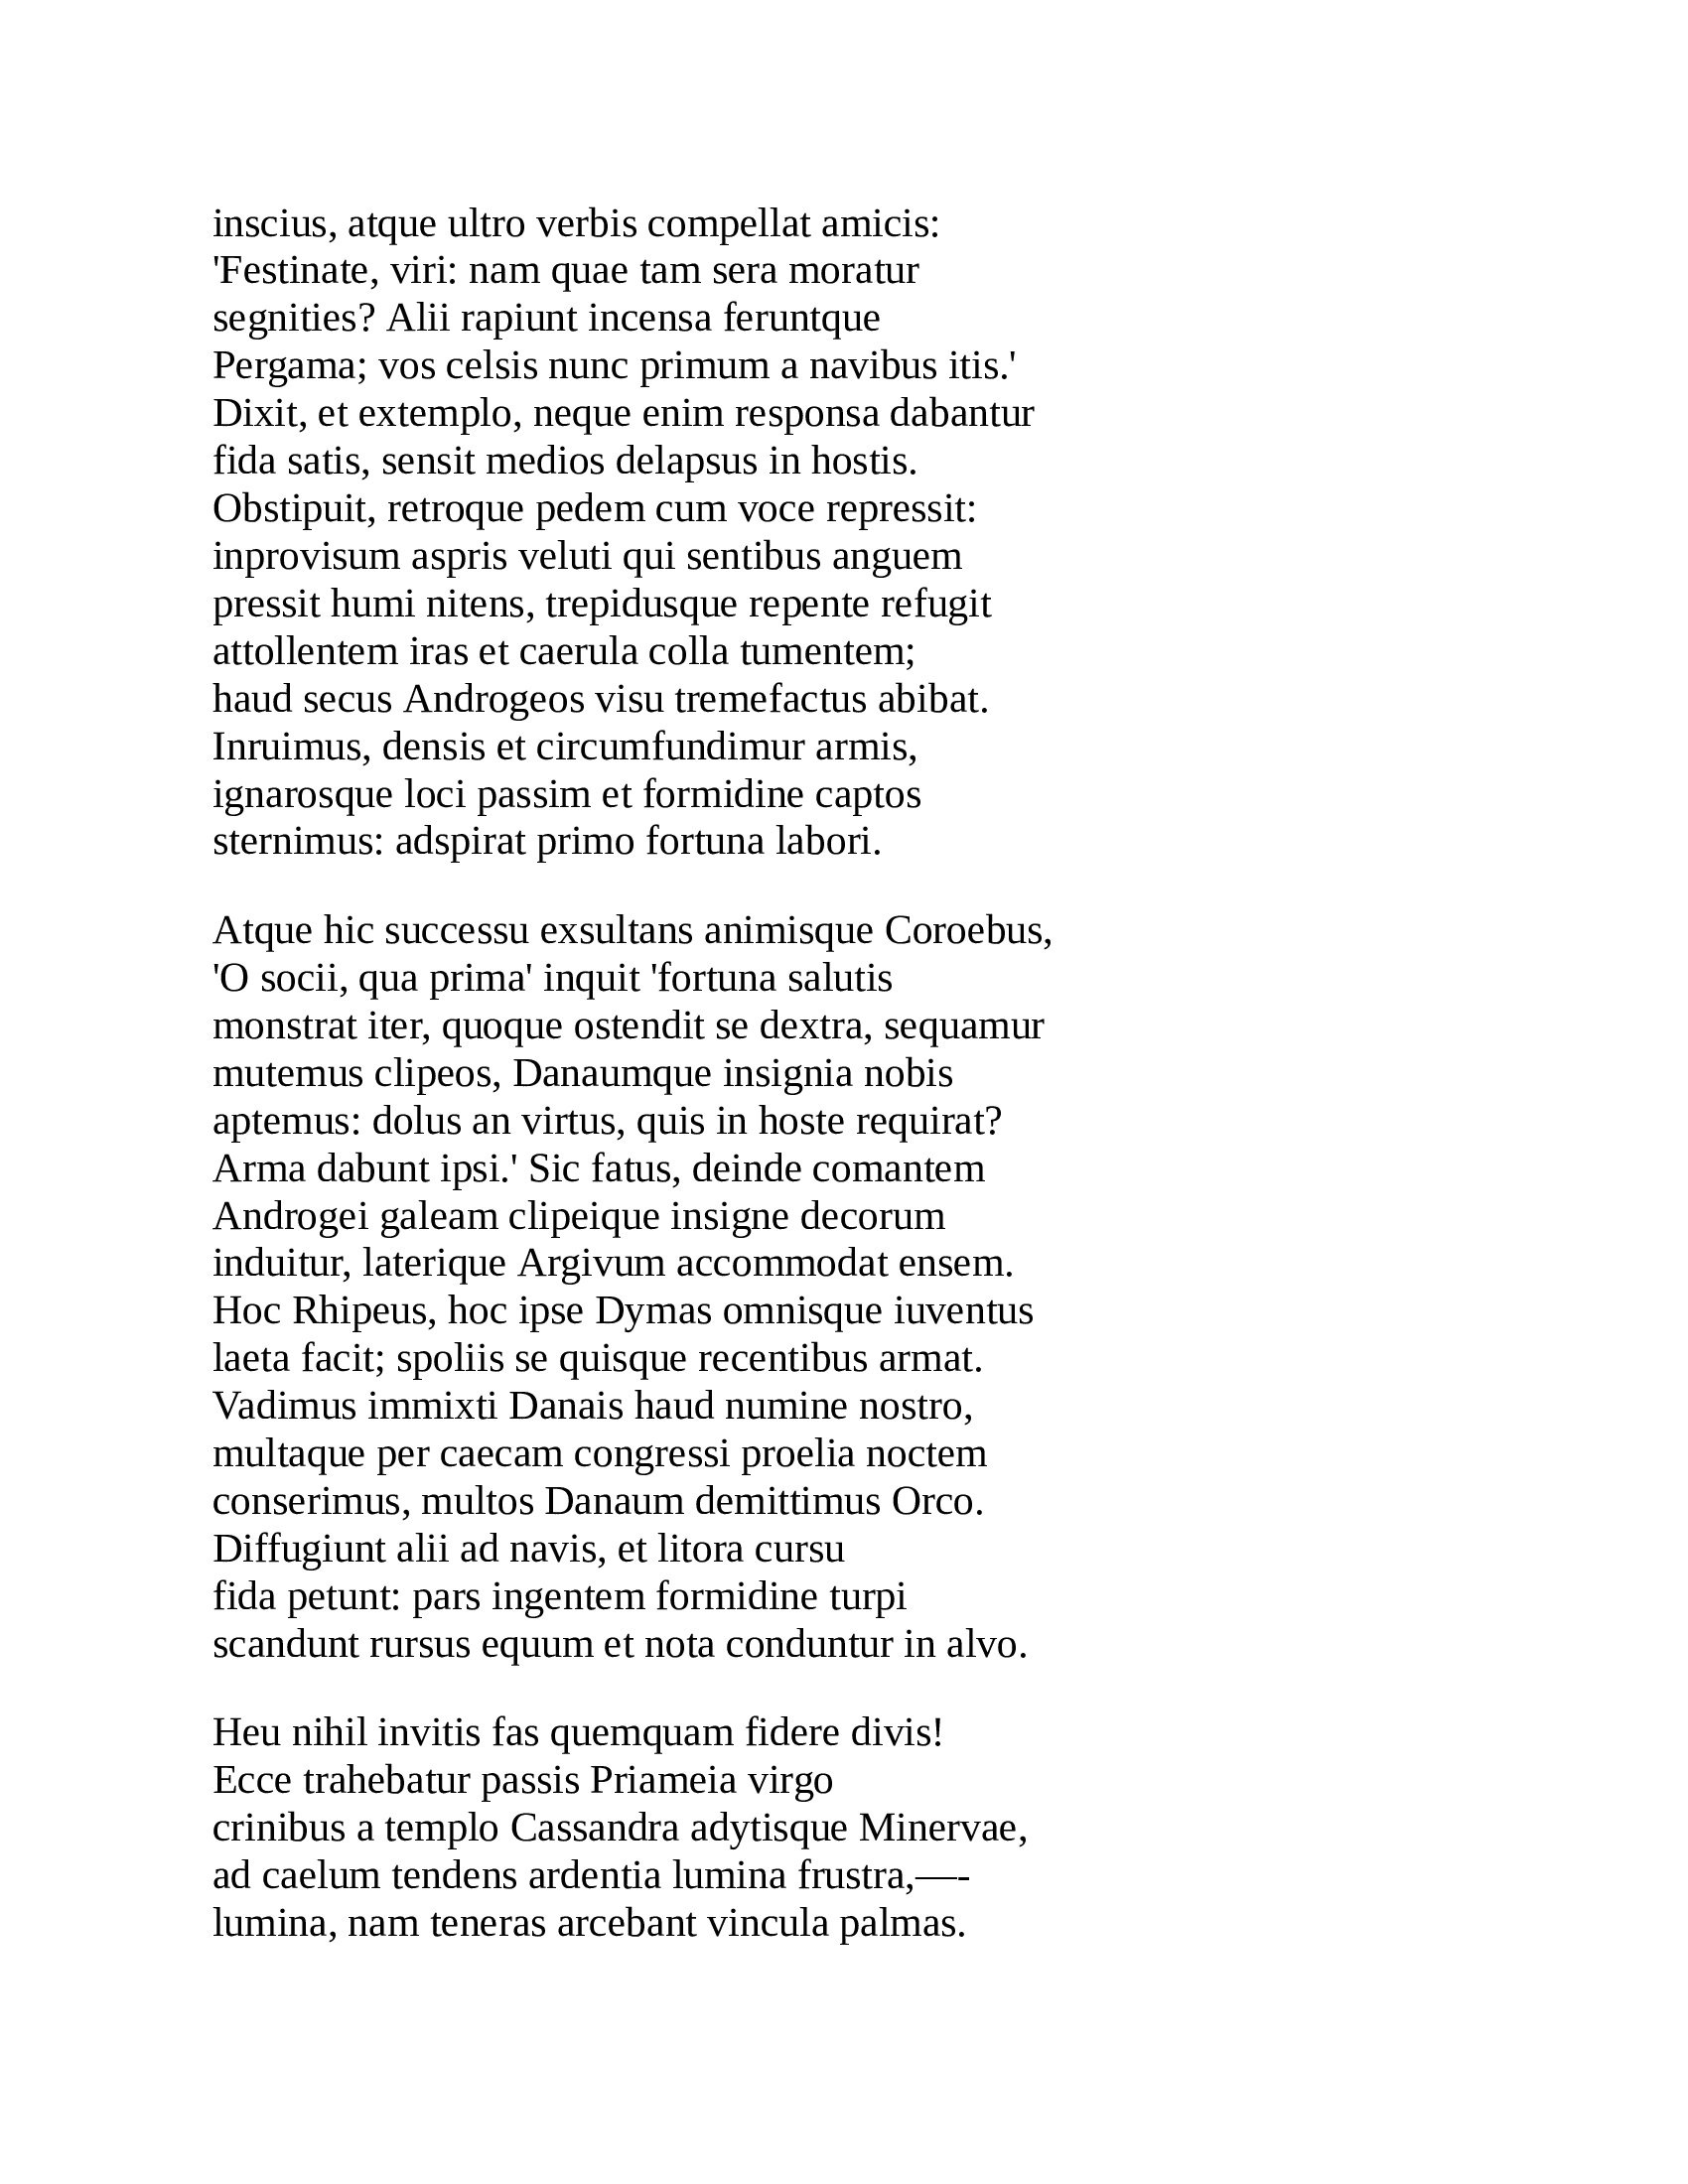 inscius, atque ultro verbis compellat amicis:
'Festinate, viri: nam quae tam sera moratur
segnities? Alii rapiunt incensa feruntque
Pergama; vos celsis nunc primum a navibus itis.'
Dixit, et extemplo, neque enim responsa dabantur
fida satis, sensit medios delapsus in hostis.
Obstipuit, retroque pedem cum voce repressit:
inprovisum aspris veluti qui sentibus anguem
pressit humi nitens, trepidusque repente refugit
attollentem iras et caerula colla tumentem;
haud secus Androgeos visu tremefactus abibat.
Inruimus, densis et circumfundimur armis,
ignarosque loci passim et formidine captos
sternimus: adspirat primo fortuna labori.

Atque hic successu exsultans animisque Coroebus,
'O socii, qua prima' inquit 'fortuna salutis
monstrat iter, quoque ostendit se dextra, sequamur
mutemus clipeos, Danaumque insignia nobis
aptemus: dolus an virtus, quis in hoste requirat?
Arma dabunt ipsi.' Sic fatus, deinde comantem
Androgei galeam clipeique insigne decorum
induitur, laterique Argivum accommodat ensem.
Hoc Rhipeus, hoc ipse Dymas omnisque iuventus
laeta facit; spoliis se quisque recentibus armat.
Vadimus immixti Danais haud numine nostro,
multaque per caecam congressi proelia noctem
conserimus, multos Danaum demittimus Orco.
Diffugiunt alii ad navis, et litora cursu
fida petunt: pars ingentem formidine turpi
scandunt rursus equum et nota conduntur in alvo.

Heu nihil invitis fas quemquam fidere divis!
Ecce trahebatur passis Priameia virgo
crinibus a templo Cassandra adytisque Minervae,
ad caelum tendens ardentia lumina frustra,—-
lumina, nam teneras arcebant vincula palmas.